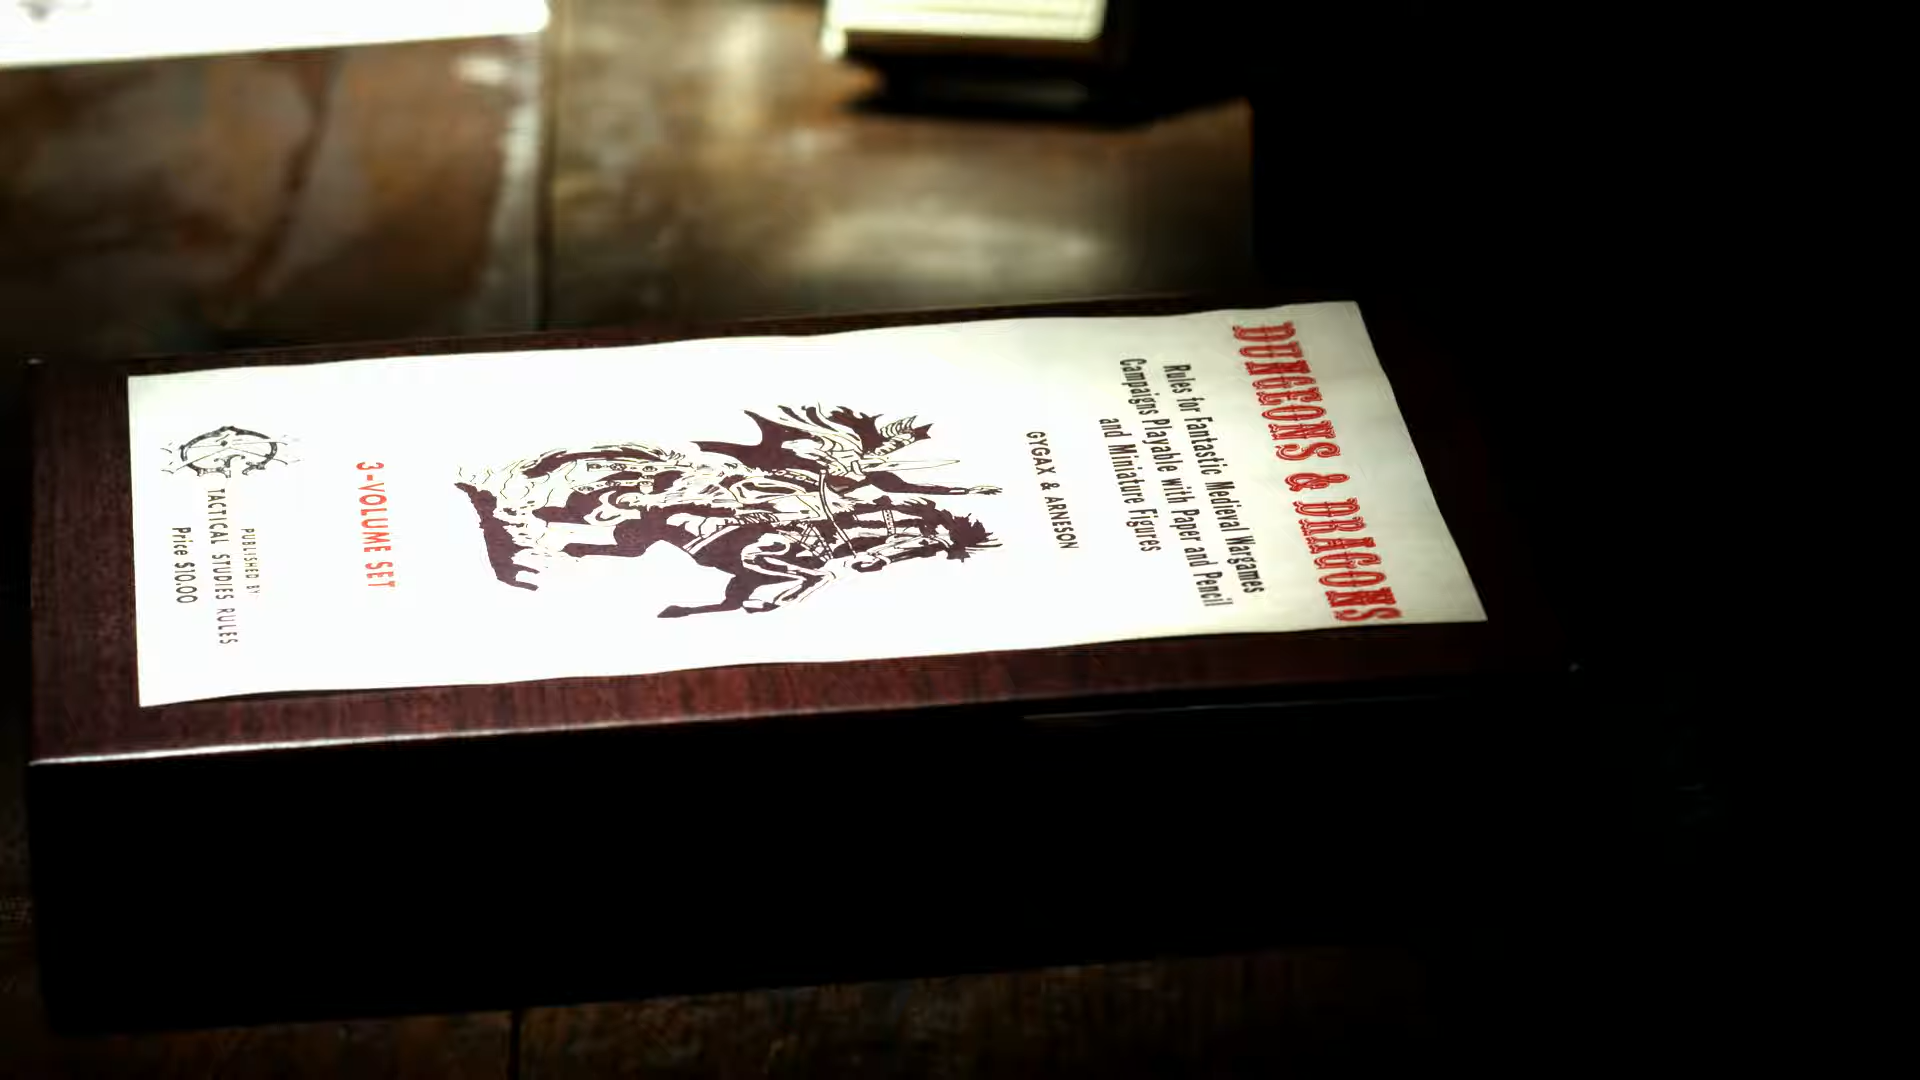 DUNGEONS & DRAGONS
Rules for Fantastic Medieval Wargames
Campaigns Playable with Paper and Pencil
and Miniature Figures
GYGAX & ARNESON
3-VOLUME SET
PUBLISHED BY
TACTICAL STUDIES RULES
Price $10.00